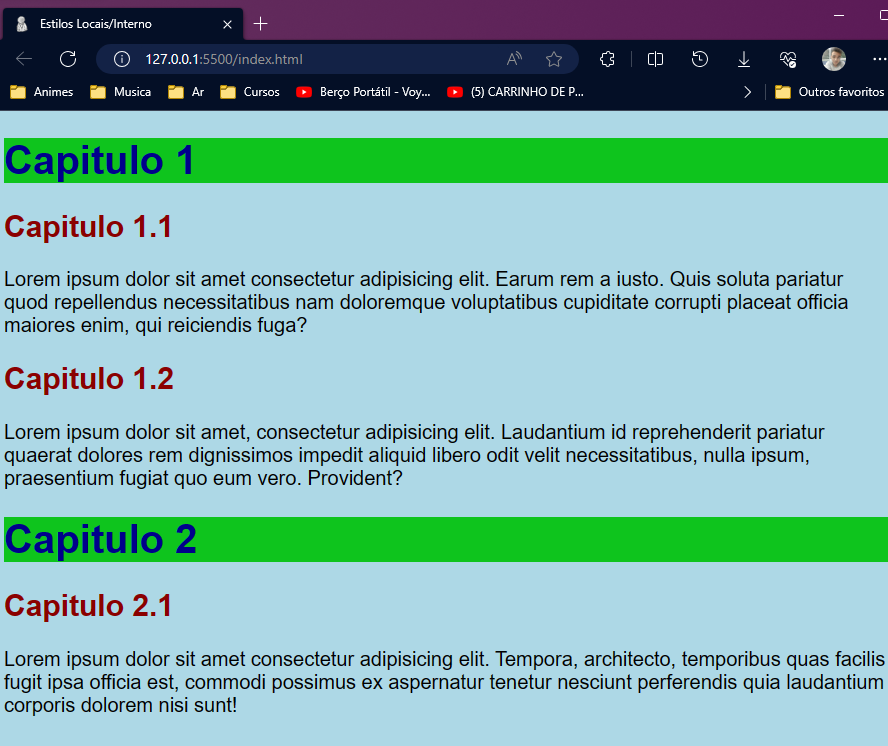 Estilos Locais/Interno
127.0.0.1:5500/index.html
Animes Musica Ar Cursos Berço Portátil - Voy... (5) CARRINHO DE P... Outros favoritos
Capitulo 1
Capitulo 1.1
Lorem ipsum dolor sit amet consectetur adipisicing elit. Earum rem a iusto. Quis soluta pariatur
quod repellendus necessitatibus nam doloremque voluptatibus cupiditate corrupti placeat officia
maiores enim, qui reiciendis fuga?
Capitulo 1.2
Lorem ipsum dolor sit amet, consectetur adipisicing elit. Laudantium id reprehenderit pariatur
quaerat dolores rem dignissimos impedit aliquid libero odit velit necessitatibus, nulla ipsum,
praesentium fugiat quo eum vero. Provident?
Capitulo 2
Capitulo 2.1
Lorem ipsum dolor sit amet consectetur adipisicing elit. Tempora, architecto, temporibus quas facilis
fugit ipsa officia est, commodi possimus ex aspernatur tenetur nesciunt perferendis quia laudantium
corporis dolorem nisi sunt!